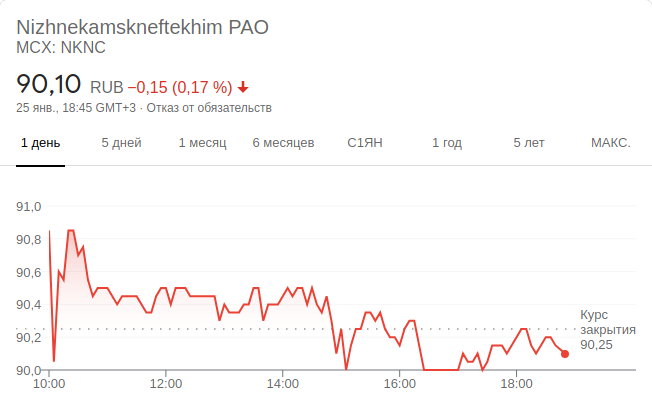 Nizhnekamskneftekhim PAO
MCX: NKNC
90,10 RUB −0,15 (0,17 %)
25 янв., 18:45 GMT+3 · Отказ от обязательств
1 день 5 дней 1 месяц 6 месяцев С1ЯН 1 год 5 лет МАКС.
91,0
90,8
90,6
90,4
90,2
90,0
Курс
закрытия
90,25
10:00 12:00 14:00 16:00 18:00